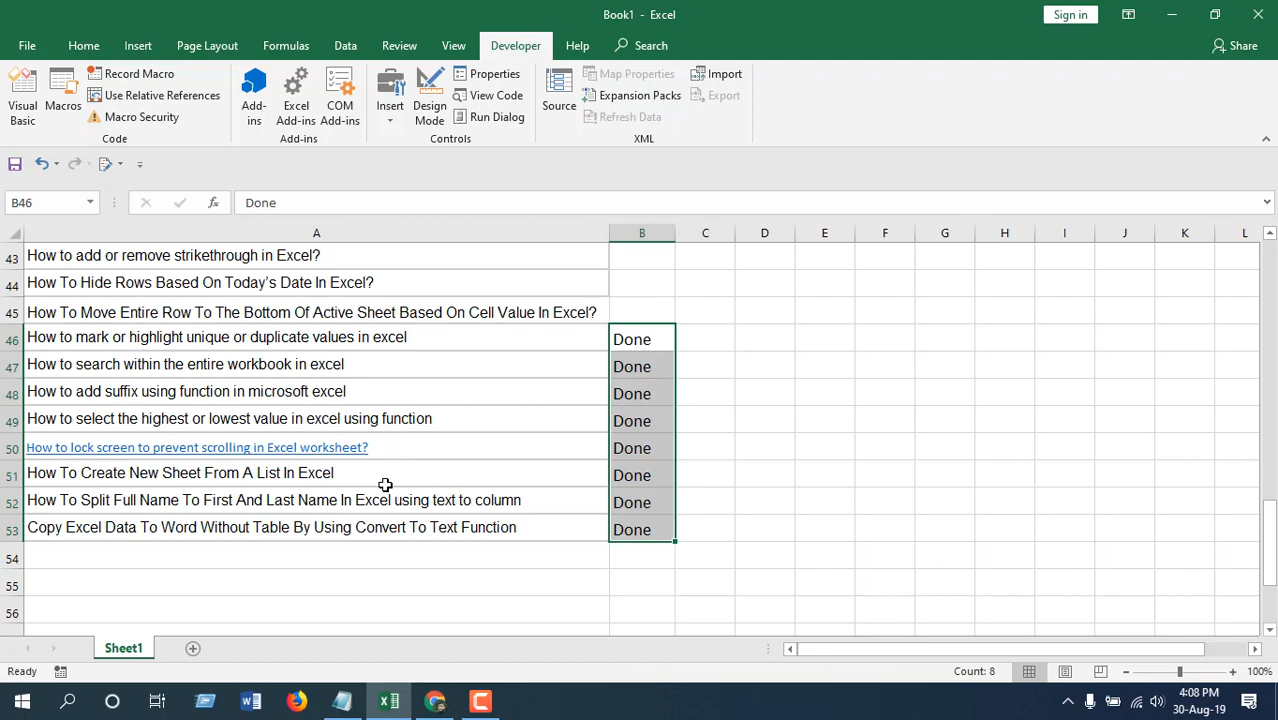 Book1 - Excel
Sign in
File Home Insert Page Layout Formulas Data Review View Developer Help Search Share
Visual Basic
Macros
Record Macro
Use Relative References
Macro Security
Code
Add-ins
Excel Add-ins
COM Add-ins
Add-ins
Insert
Design Mode
Properties
View Code
Run Dialog
Controls
Source
Map Properties
Expansion Packs
Refresh Data
Import
Export
XML
B46 fx Done
A B C D E F G H I J K L
43 How to add or remove strikethrough in Excel?
44 How To Hide Rows Based On Today's Date In Excel?
45 How To Move Entire Row To The Bottom Of Active Sheet Based On Cell Value In Excel?
46 How to mark or highlight unique or duplicate values in excel Done
47 How to search within the entire workbook in excel Done
48 How to add suffix using function in microsoft excel Done
49 How to select the highest or lowest value in excel using function Done
50 How to lock screen to prevent scrolling in Excel worksheet? Done
51 How To Create New Sheet From A List In Excel Done
52 How To Split Full Name To First And Last Name In Excel using text to column Done
53 Copy Excel Data To Word Without Table By Using Convert To Text Function Done
54
55
56
Sheet1
Ready Count: 8 100%
4:08 PM
30-Aug-19